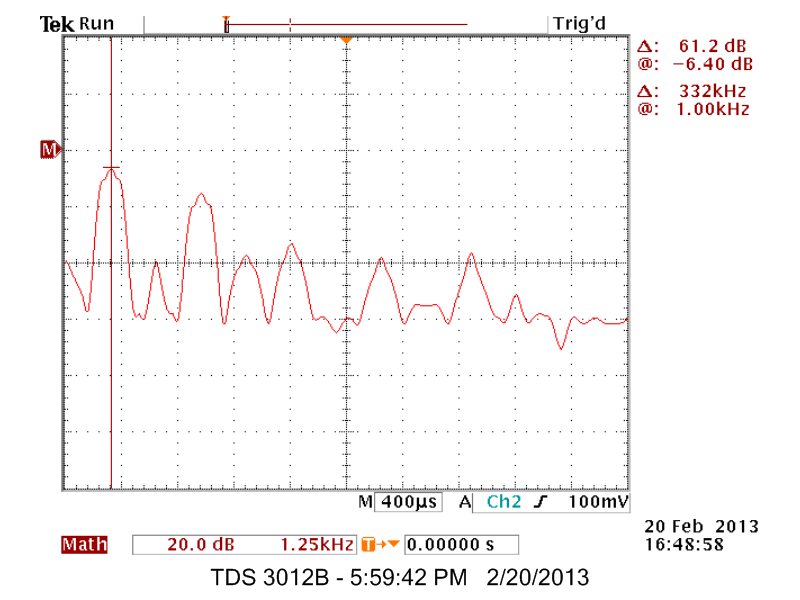 Tek Run Trig'd
Δ: 61.2 dB
@: −6.40 dB
Δ: 332kHz
@: 1.00kHz
M
M 400µs A Ch2 ƒ 100mV
20 Feb 2013
16:48:58
Math 20.0 dB 1.25kHz T→▼ 0.00000 s
TDS 3012B - 5:59:42 PM 2/20/2013